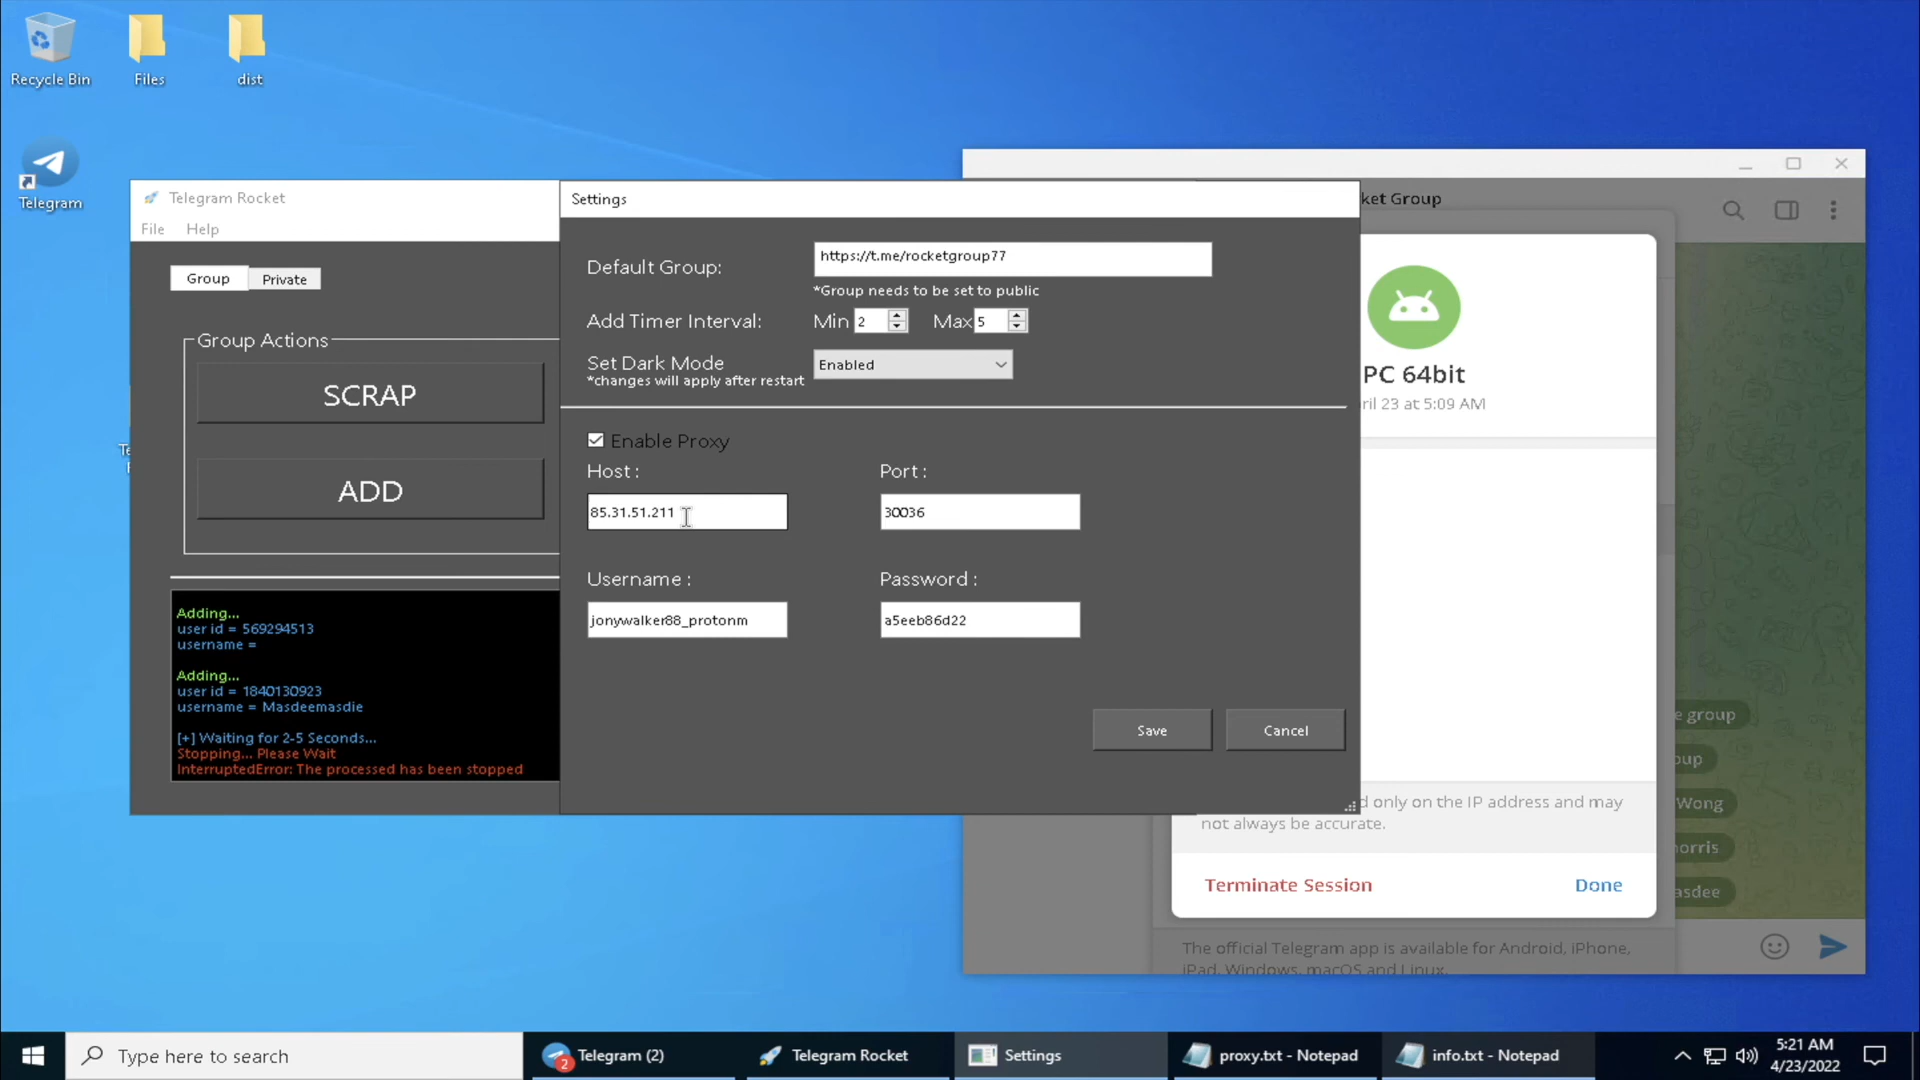 Recycle Bin
Files
dist
Telegram
Telegram Rocket
File
Help
Group
Private
Group Actions
SCRAP
ADD
Adding...
user id = 569294513
username =
Adding...
user id = 1840130923
username = Masdeemasdie
[+] Waiting for 2-5 Seconds...
Stopping... Please Wait
InterruptedError: The processed has been stopped
Settings
Default Group:
https://t.me/rocketgroup77
*Group needs to be set to public
Add Timer Interval:
Min 2
Max 5
Set Dark Mode
*changes will apply after restart
Enabled
Enable Proxy
Host :
Port :
85.31.51.211
30036
Username :
Password :
jonywalker88_protonm
a5eeb86d22
Save
Cancel
ket Group
PC 64bit
ril 23 at 5:09 AM
d only on the IP address and may
not always be accurate.
Terminate Session
Done
The official Telegram app is available for Android, iPhone,
iPad, Windows, macOS and Linux.
e group
oup
Wong
orris
asdee
Type here to search
2
Telegram (2)
Telegram Rocket
Settings
proxy.txt - Notepad
info.txt - Notepad
5:21 AM
4/23/2022